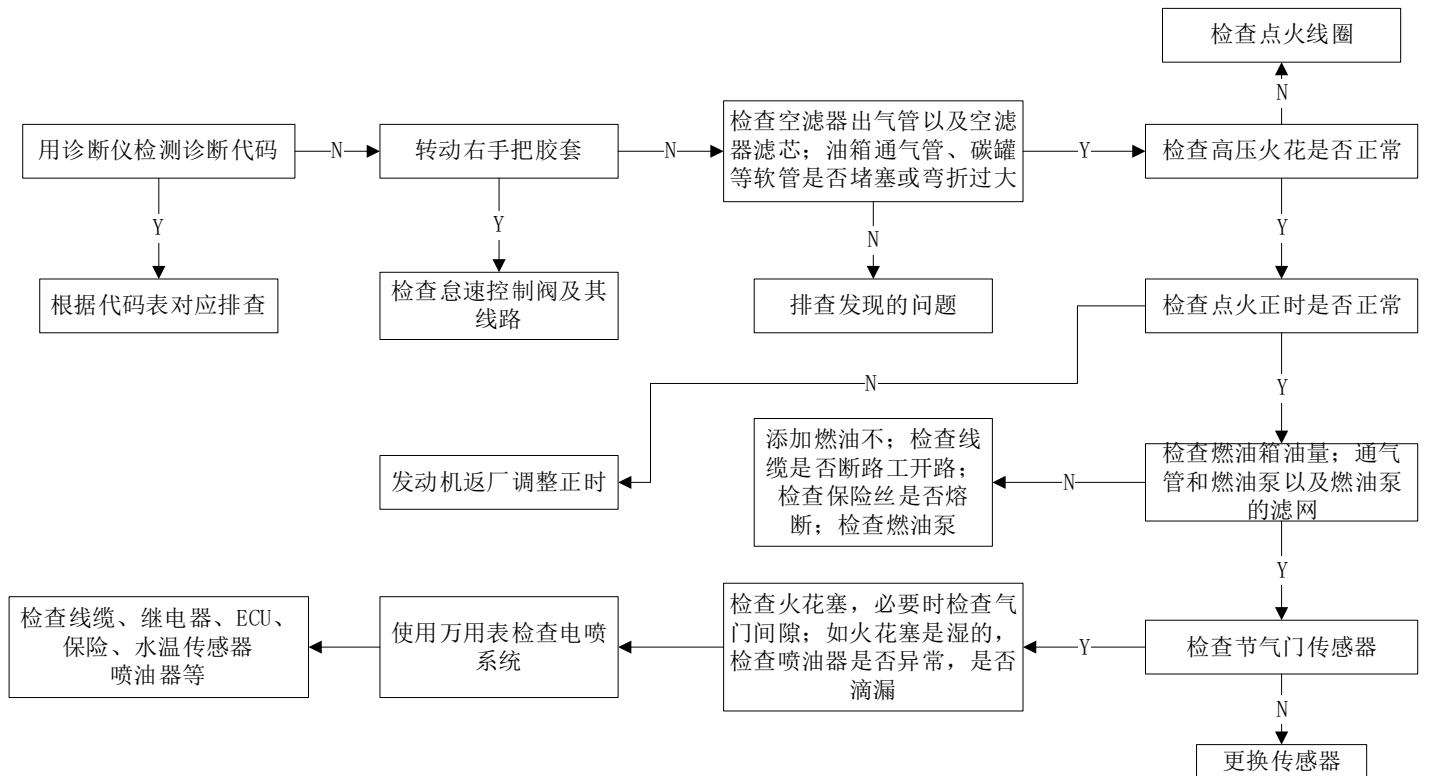 检查点火线圈
N
用诊断仪检测诊断代码
N
转动右手把胶套
N
检查空滤器出气管以及空滤
器滤芯；油箱通气管、碳罐
等软管是否堵塞或弯折过大
Y
检查高压火花是否正常
Y
Y
N
Y
根据代码表对应排查
检查怠速控制阀及其
线路
排查发现的问题
检查点火正时是否正常
N
Y
发动机返厂调整正时
添加燃油不；检查线
缆是否断路工开路；
检查保险丝是否熔
断；检查燃油泵
N
检查燃油箱油量；通气
管和燃油泵以及燃油泵
的滤网
Y
检查线缆、继电器、ECU、
保险、水温传感器
喷油器等
使用万用表检查电喷
系统
检查火花塞，必要时检查气
门间隙；如火花塞是湿的，
检查喷油器是否异常，是否
滴漏
Y
检查节气门传感器
N
更换传感器